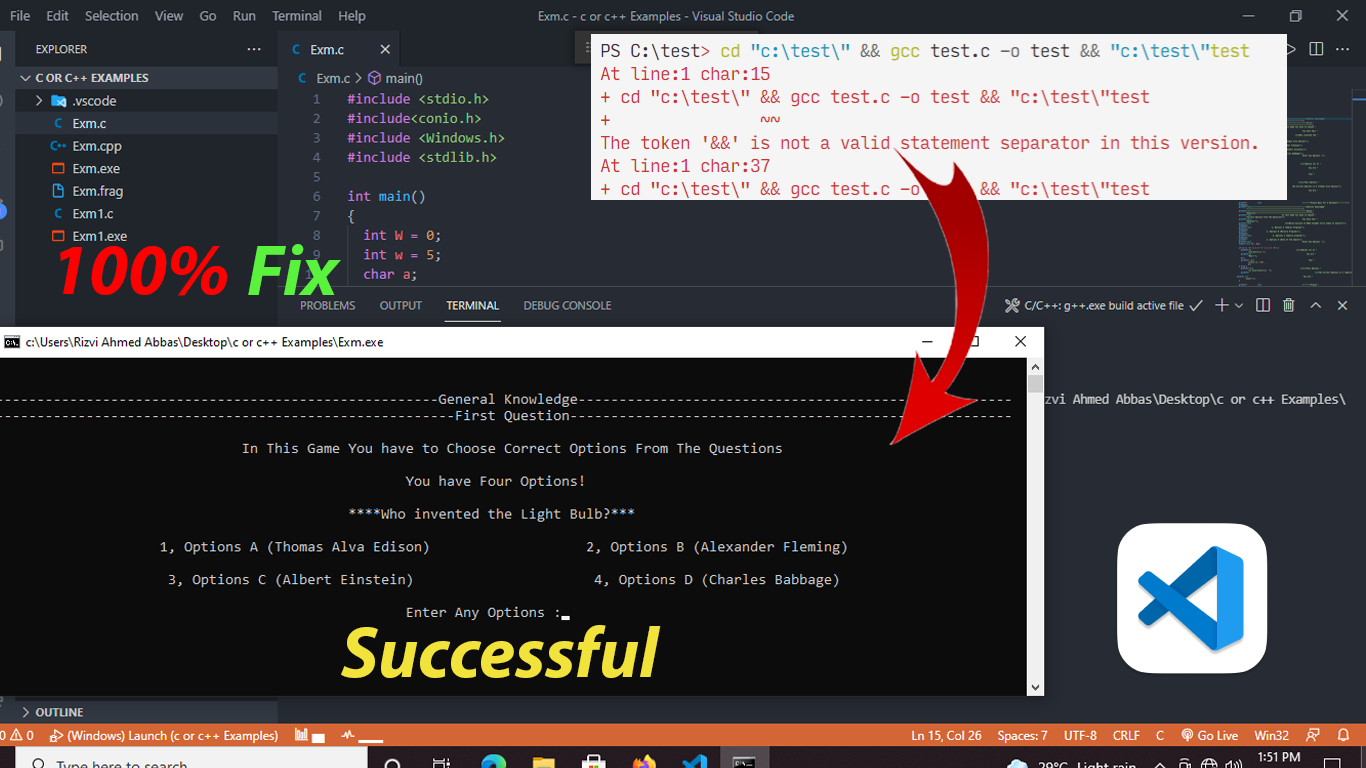 File Edit Selection View Go Run Terminal Help
Exm.c - c or c++ Examples - Visual Studio Code
EXPLORER
C OR C++ EXAMPLES
.vscode
Exm.c
Exm.cpp
Exm.exe
Exm.frag
Exm1.c
Exm1.exe
100% Fix
Exm.c
Exm.c > main()
1 #include <stdio.h>
2 #include<conio.h>
3 #include <Windows.h>
4 #include <stdlib.h>
5
6 int main()
7 {
8 int W = 0;
9 int w = 5;
char a;
PS C:\test> cd "c:\test\" && gcc test.c -o test && "c:\test\"test
At line:1 char:15
+ cd "c:\test\" && gcc test.c -o test && "c:\test\"test
+ ~~
The token '&&' is not a valid statement separator in this version.
At line:1 char:37
+ cd "c:\test\" && gcc test.c -o && "c:\test\"test
PROBLEMS OUTPUT TERMINAL DEBUG CONSOLE
C/C++: g++.exe build active file
zvi Ahmed Abbas\Desktop\c or c++ Examples\
c:\Users\Rizvi Ahmed Abbas\Desktop\c or c++ Examples\Exm.exe
General Knowledge
First Question
In This Game You have to Choose Correct Options From The Questions
You have Four Options!
****Who invented the Light Bulb?***
1, Options A (Thomas Alva Edison) 2, Options B (Alexander Fleming)
3, Options C (Albert Einstein) 4, Options D (Charles Babbage)
Enter Any Options :
Successful
OUTLINE
0 0 (Windows) Launch (c or c++ Examples)
Ln 15, Col 26 Spaces: 7 UTF-8 CRLF C Go Live Win32
Type here to search
29°C Light rain
1:51 PM